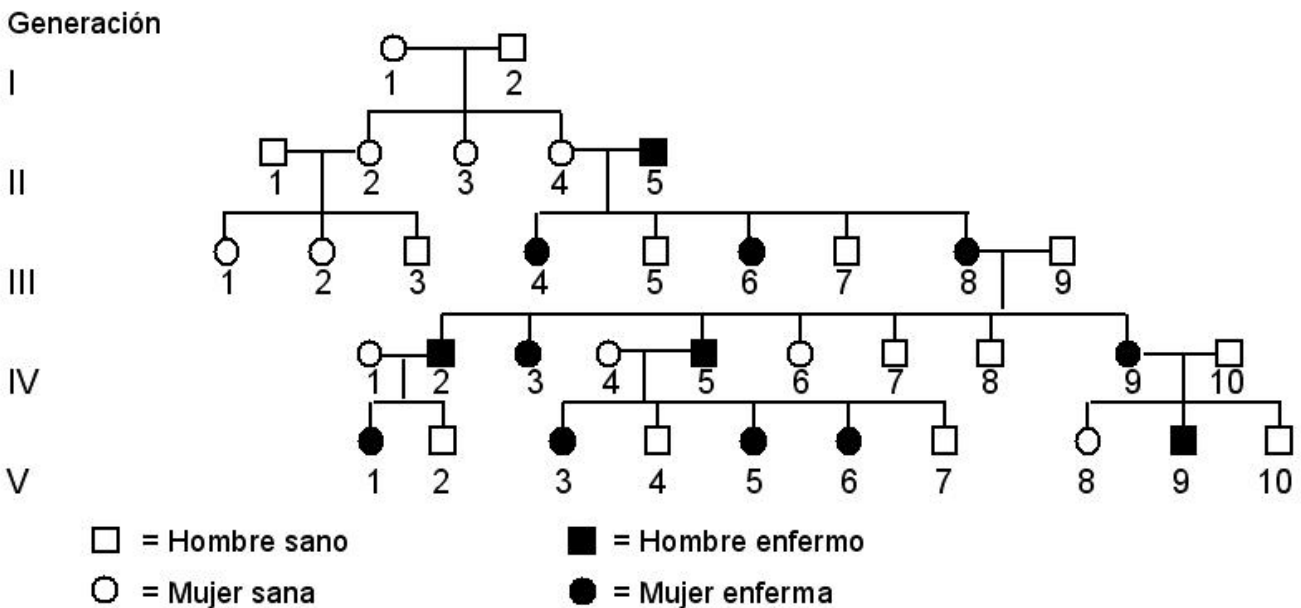 Generación
I
1 2
II
1 2 3 4 5
III
1 2 3 4 5 6 7 8 9
IV
1 2 3 4 5 6 7 8 9 10
V
1 2 3 4 5 6 7 8 9 10
= Hombre sano = Hombre enfermo
= Mujer sana = Mujer enferma